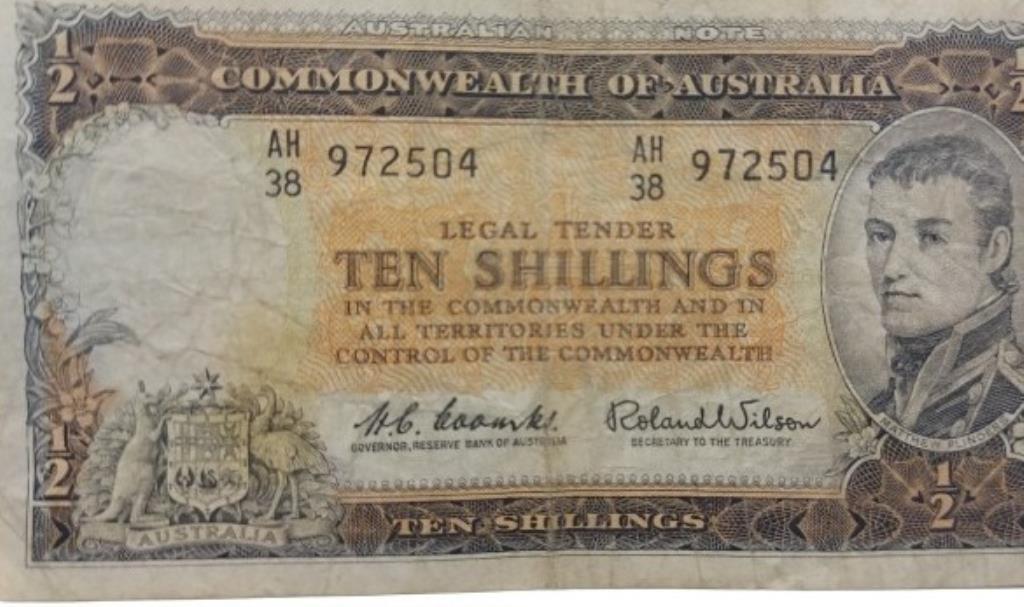 AUSTRALIAN NOTE
1/2 1/2
COMMONWEALTH OF AUSTRALIA
AH 38 972504 AH 38 972504
LEGAL TENDER
TEN SHILLINGS
IN THE COMMONWEALTH AND IN
ALL TERRITORIES UNDER THE
CONTROL OF THE COMMONWEALTH
H.C. Coombs. Roland Wilson
GOVERNOR, RESERVE BANK OF AUSTRALIA SECRETARY TO THE TREASURY
MATTHEW FLINDERS
1/2 1/2
TEN SHILLINGS
AUSTRALIA